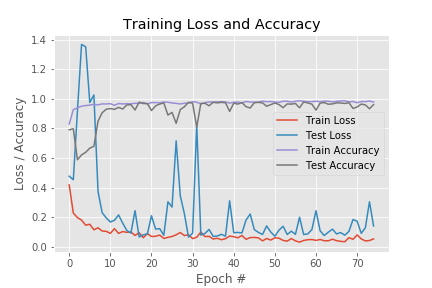 Training Loss and Accuracy
1.4
1.2
1.0
0.8
0.6
0.4
0.2
0.0
Loss / Accuracy
Train Loss
Test Loss
Train Accuracy
Test Accuracy
0 10 20 30 40 50 60 70
Epoch #